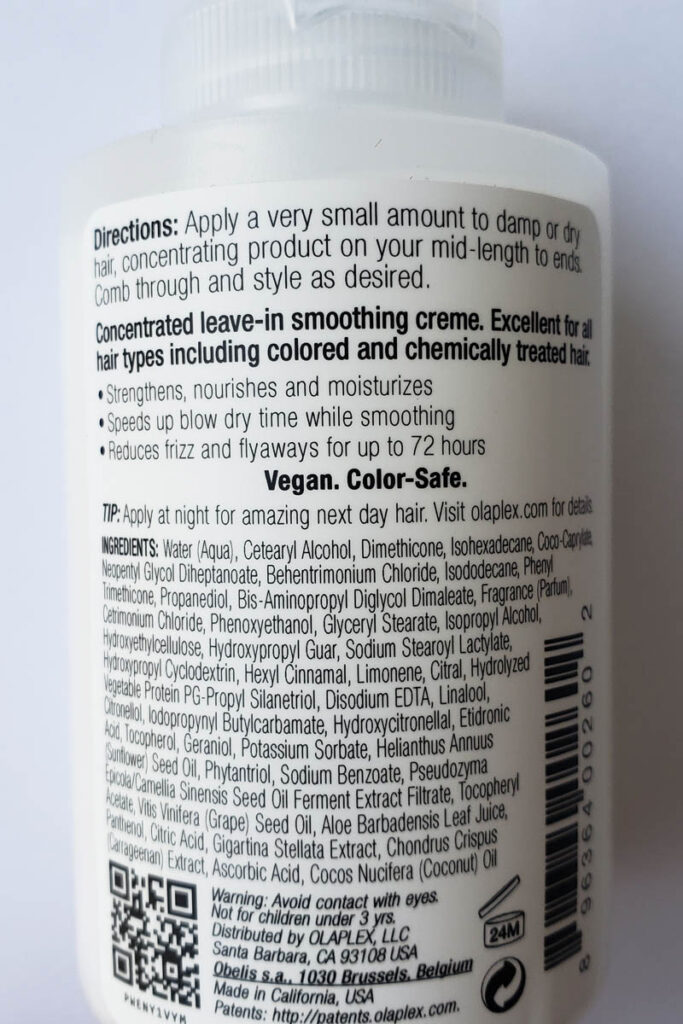 Directions: Apply a very small amount to damp or dry
hair, concentrating product on your mid-length to ends.
Comb through and style as desired.
Concentrated leave-in smoothing creme. Excellent for all
hair types including colored and chemically treated hair.
• Strengthens, nourishes and moisturizes
• Speeds up blow dry time while smoothing
• Reduces frizz and flyaways for up to 72 hours
Vegan. Color-Safe.
TIP: Apply at night for amazing next day hair. Visit olaplex.com for details.
INGREDIENTS: Water (Aqua), Cetearyl Alcohol, Dimethicone, Isohexadecane, Coco-Caprylate,
Neopentyl Glycol Diheptanoate, Behentrimonium Chloride, Isododecane, Phenyl
Trimethicone, Propanediol, Bis-Aminopropyl Diglycol Dimaleate, Fragrance (Parfum),
Cetrimonium Chloride, Phenoxyethanol, Glyceryl Stearate, Isopropyl Alcohol,
Hydroxyethylcellulose, Hydroxypropyl Guar, Sodium Stearoyl Lactylate,
Hydroxypropyl Cyclodextrin, Hexyl Cinnamal, Limonene, Citral, Hydrolyzed
Vegetable Protein PG-Propyl Silanetriol, Disodium EDTA, Linalool,
Citronellol, Iodopropynyl Butylcarbamate, Hydroxycitronellal, Etidronic
Acid, Tocopherol, Geraniol, Potassium Sorbate, Helianthus Annuus
(Sunflower) Seed Oil, Phytantriol, Sodium Benzoate, Pseudozyma
Epicola/Camellia Sinensis Seed Oil Ferment Extract Filtrate, Tocopheryl
Acetate, Vitis Vinifera (Grape) Seed Oil, Aloe Barbadensis Leaf Juice,
Panthenol, Citric Acid, Gigartina Stellata Extract, Chondrus Crispus
(Carrageenan) Extract, Ascorbic Acid, Cocos Nucifera (Coconut) Oil
Warning: Avoid contact with eyes.
Not for children under 3 yrs.
Distributed by OLAPLEX, LLC
Santa Barbara, CA 93108 USA
Obelis s.a., 1030 Brussels, Belgium
Made in California, USA
Patents: http://patents.olaplex.com.
PWENY1VYM
24M
8 96364 00260 2